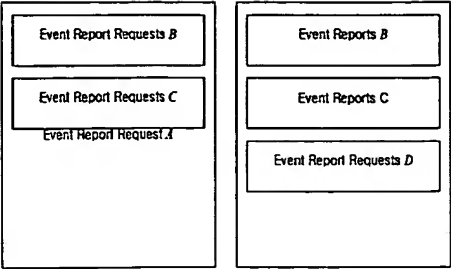 Event Report Requests B
Event Report Requests C
Event Report Request A
Event Reports B
Event Reports C
Event Report Requests D